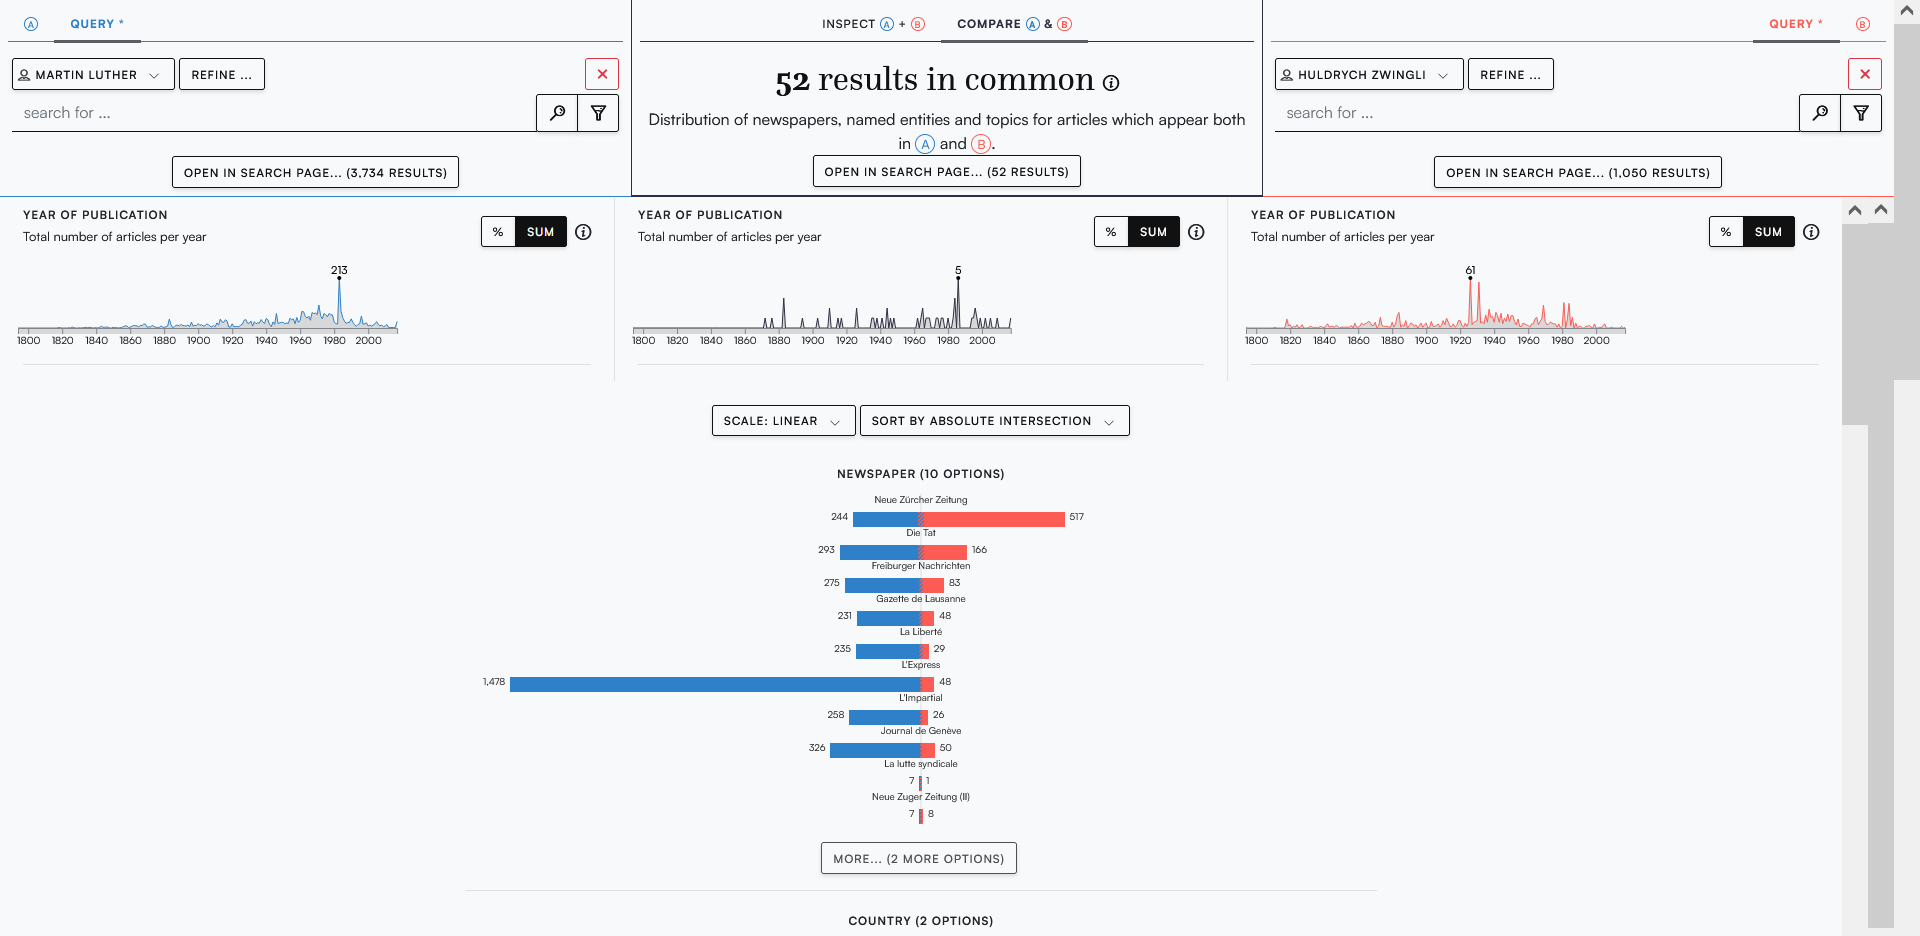 A QUERY *
MARTIN LUTHER REFINE ...
search for ...
OPEN IN SEARCH PAGE... (3,734 RESULTS)
INSPECT A + B COMPARE A & B
52 results in common
Distribution of newspapers, named entities and topics for articles which appear both
in A and B.
OPEN IN SEARCH PAGE... (52 RESULTS)
QUERY * B
HULDRYCH ZWINGLI REFINE ...
search for ...
OPEN IN SEARCH PAGE... (1,050 RESULTS)
YEAR OF PUBLICATION
Total number of articles per year
% SUM
213
1800 1820 1840 1860 1880 1900 1920 1940 1960 1980 2000
YEAR OF PUBLICATION
Total number of articles per year
% SUM
5
1800 1820 1840 1860 1880 1900 1920 1940 1960 1980 2000
YEAR OF PUBLICATION
Total number of articles per year
% SUM
61
1800 1820 1840 1860 1880 1900 1920 1940 1960 1980 2000
SCALE: LINEAR SORT BY ABSOLUTE INTERSECTION
NEWSPAPER (10 OPTIONS)
Neue Zürcher Zeitung
244 517
Die Tat
293 166
Freiburger Nachrichten
275 83
Gazette de Lausanne
231 48
La Liberté
235 29
L'Express
1,478 48
L'Impartial
258 26
Journal de Genève
326 50
La lutte syndicale
7 1
Neue Zuger Zeitung (II)
7 8
MORE... (2 MORE OPTIONS)
COUNTRY (2 OPTIONS)